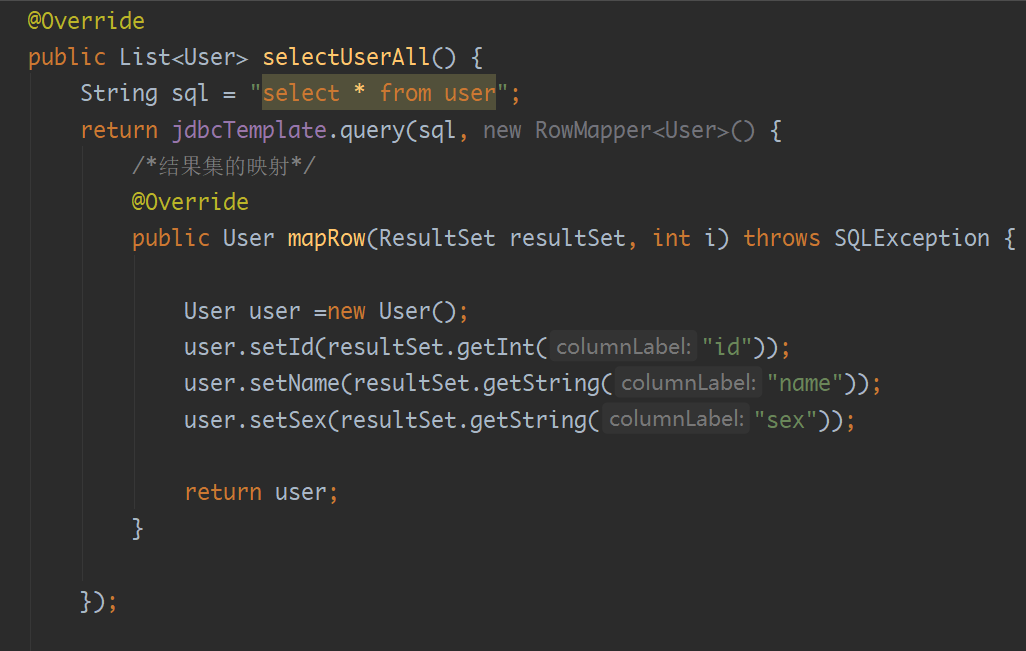 @Override
public List<User> selectUserAll() {
String sql = "select * from user";
return jdbcTemplate.query(sql, new RowMapper<User>() {
/*结果集的映射*/
@Override
public User mapRow(ResultSet resultSet, int i) throws SQLException {
User user =new User();
user.setId(resultSet.getInt( columnLabel: "id"));
user.setName(resultSet.getString( columnLabel: "name"));
user.setSex(resultSet.getString( columnLabel: "sex"));
return user;
}
});